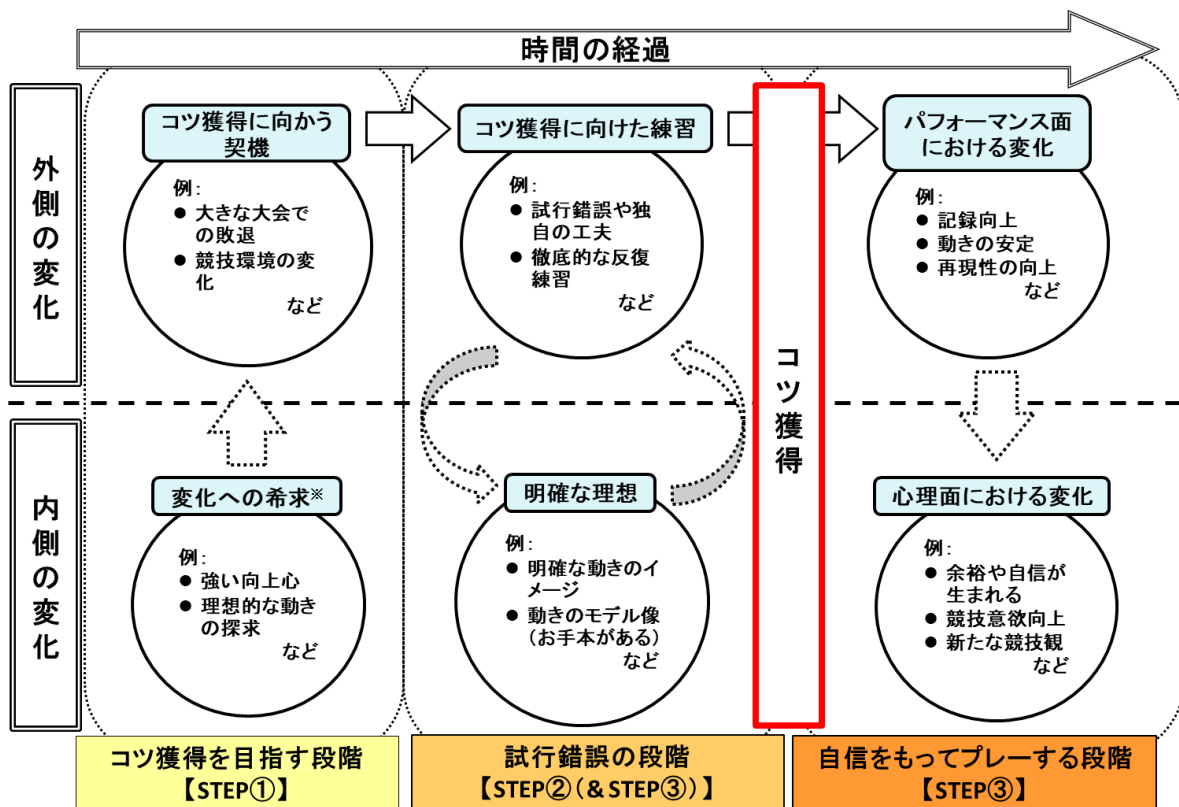 時間の経過
外側の変化
コツ獲得に向かう
契機
例：
● 大きな大会で
の敗退
● 競技環境の変
化
など
コツ獲得に向けた練習
例：
● 試行錯誤や独
自の工夫
● 徹底的な反復
練習
など
パフォーマンス面
における変化
例：
● 記録向上
● 動きの安定
● 再現性の向上
など
コツ獲得
内側の変化
変化への希求※
例：
● 強い向上心
● 理想的な動き
の探求
など
明確な理想
例：
● 明確な動きのイ
メージ
● 動きのモデル像
（お手本がある）
など
心理面における変化
例：
● 余裕や自信が
生まれる
● 競技意欲向上
● 新たな競技観
など
コツ獲得を目指す段階
【STEP①】
試行錯誤の段階
【STEP②（＆STEP③）】
自信をもってプレーする段階
【STEP③】